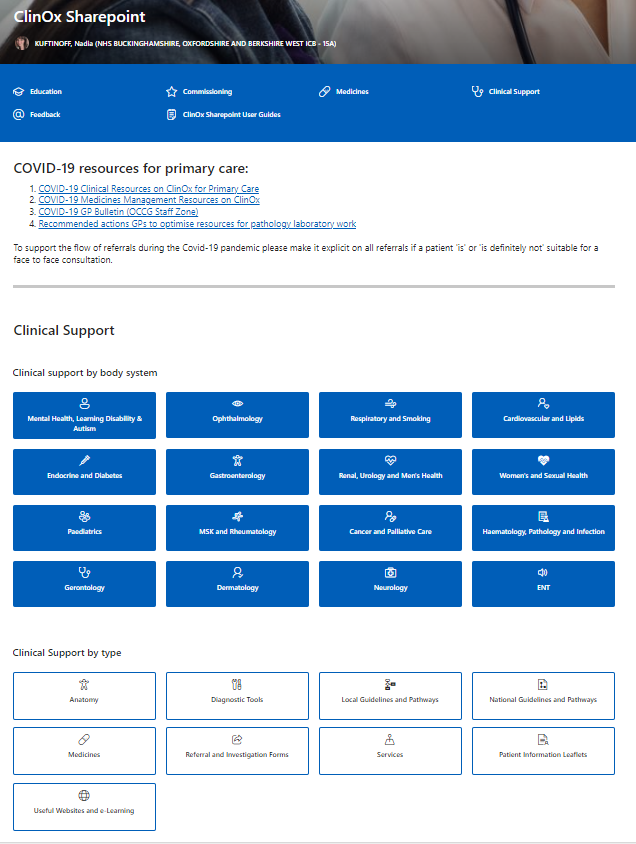 ClinOx Sharepoint
KUFTINOFF, Nadia (NHS BUCKINGHAMSHIRE, OXFORDSHIRE AND BERKSHIRE WEST ICB - 15A)
Education
Commissioning
Medicines
Clinical Support
Feedback
ClinOx Sharepoint User Guides
COVID-19 resources for primary care:
1. COVID-19 Clinical Resources on ClinOx for Primary Care
2. COVID-19 Medicines Management Resources on ClinOx
3. COVID-19 GP Bulletin (OCCG Staff Zone)
4. Recommended actions GPs to optimise resources for pathology laboratory work
To support the flow of referrals during the Covid-19 pandemic please make it explicit on all referrals if a patient 'is' or 'is definitely not' suitable for a
face to face consultation.
Clinical Support
Clinical support by body system
Mental Health, Learning Disability &
Autism
Ophthalmology
Respiratory and Smoking
Cardiovascular and Lipids
Endocrine and Diabetes
Gastroenterology
Renal, Urology and Men's Health
Women's and Sexual Health
Paediatrics
MSK and Rheumatology
Cancer and Palliative Care
Haematology, Pathology and Infection
Gerontology
Dermatology
Neurology
ENT
Clinical Support by type
Anatomy
Diagnostic Tools
Local Guidelines and Pathways
National Guidelines and Pathways
Medicines
Referral and Investigation Forms
Services
Patient Information Leaflets
Useful Websites and e-Learning